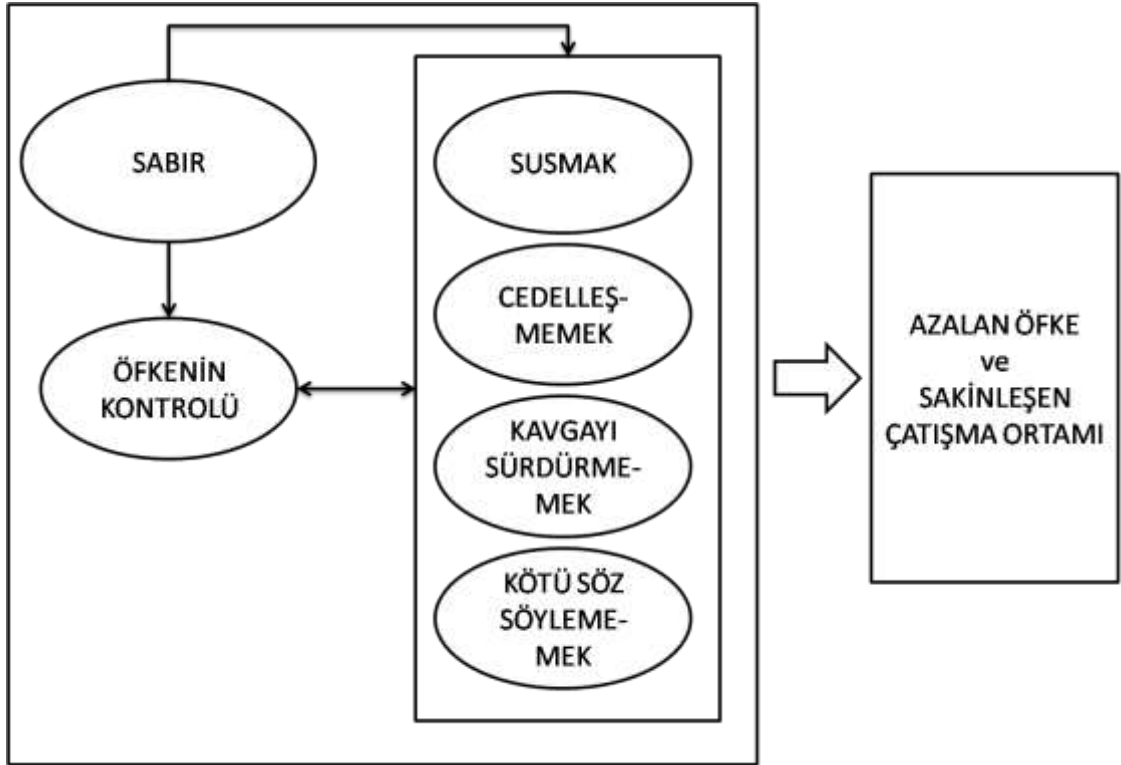 SABIR
ÖFKENİN
KONTROLÜ
SUSMAK
CEDELLEŞ-
MEMEK
KAVGAYI
SÜRDÜRME-
MEK
KÖTÜ SÖZ
SÖYLEME-
MEK
AZALAN ÖFKE
ve
SAKİNLEŞEN
ÇATIŞMA ORTAMI